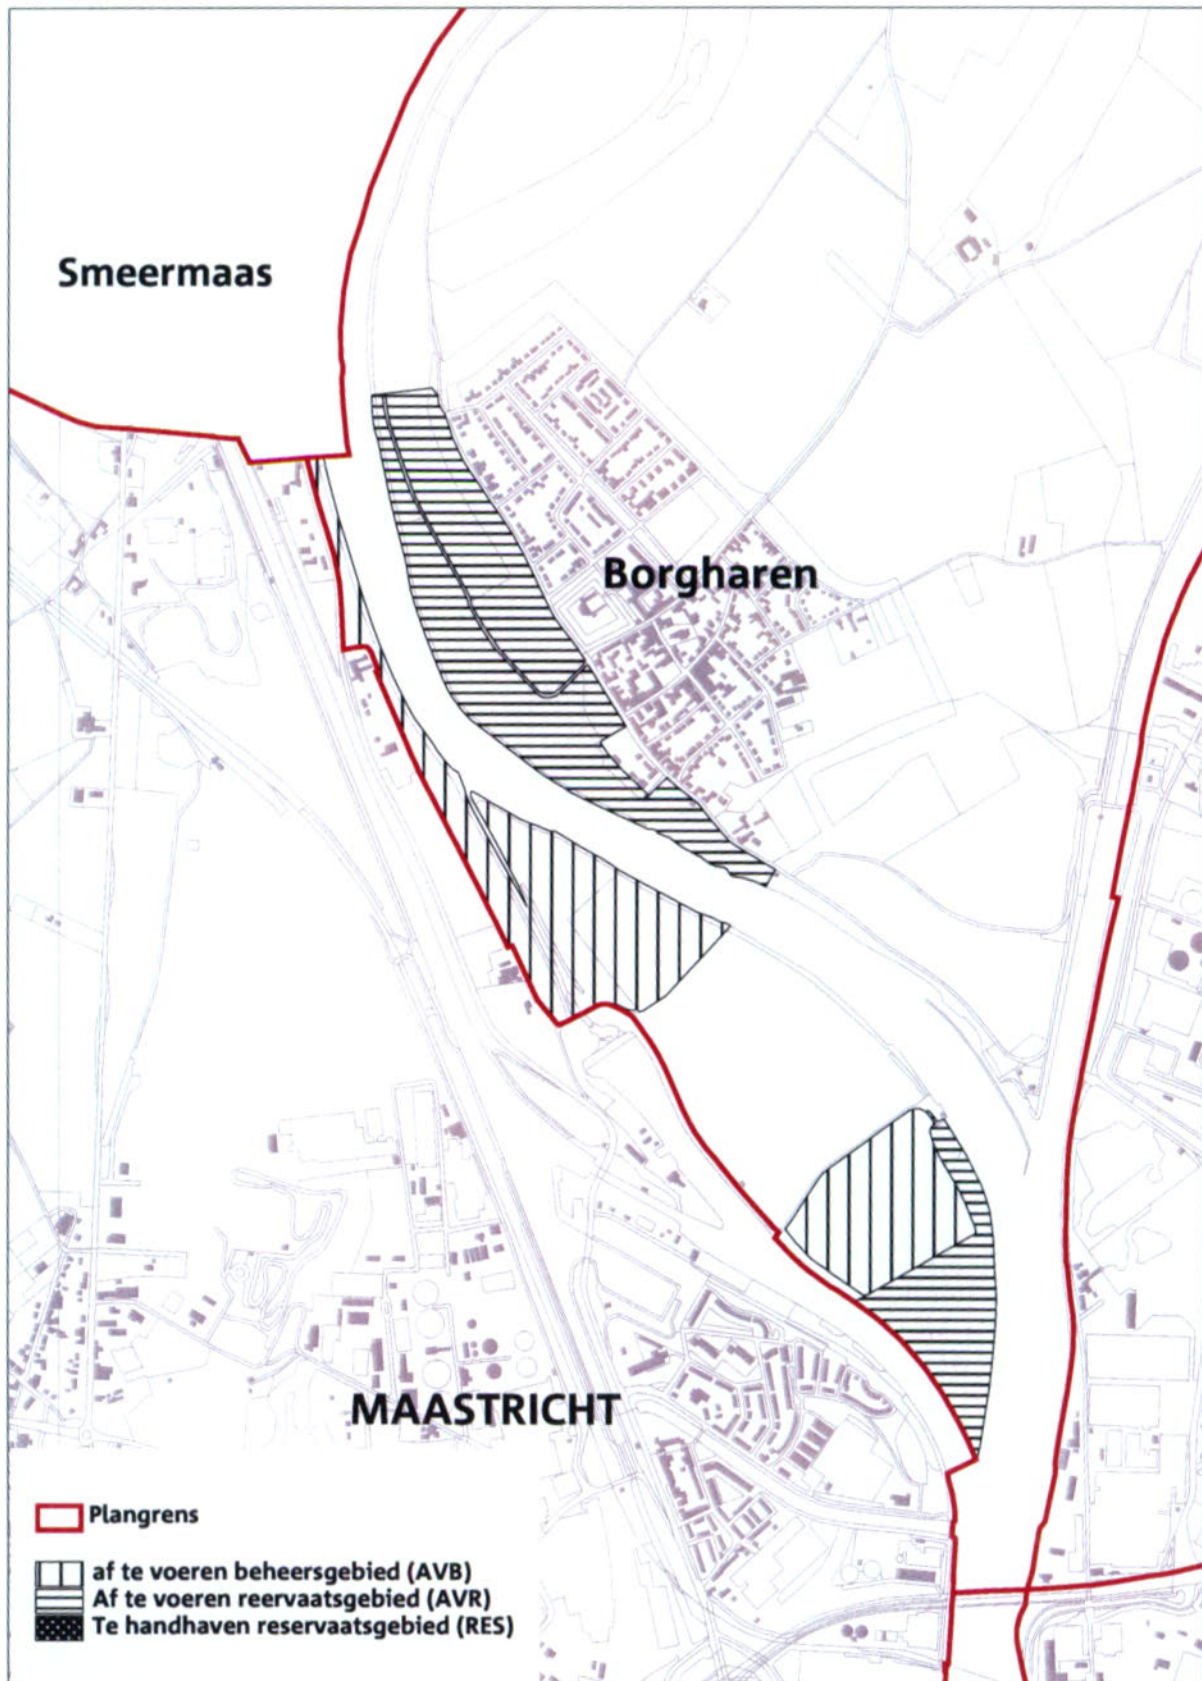 Smeermaas
Borgharen
MAASTRICHT
Plangrens
af te voeren beheersgebied (AVB)
Af te voeren reervaatsgebied (AVR)
Te handhaven reservaatsgebied (RES)